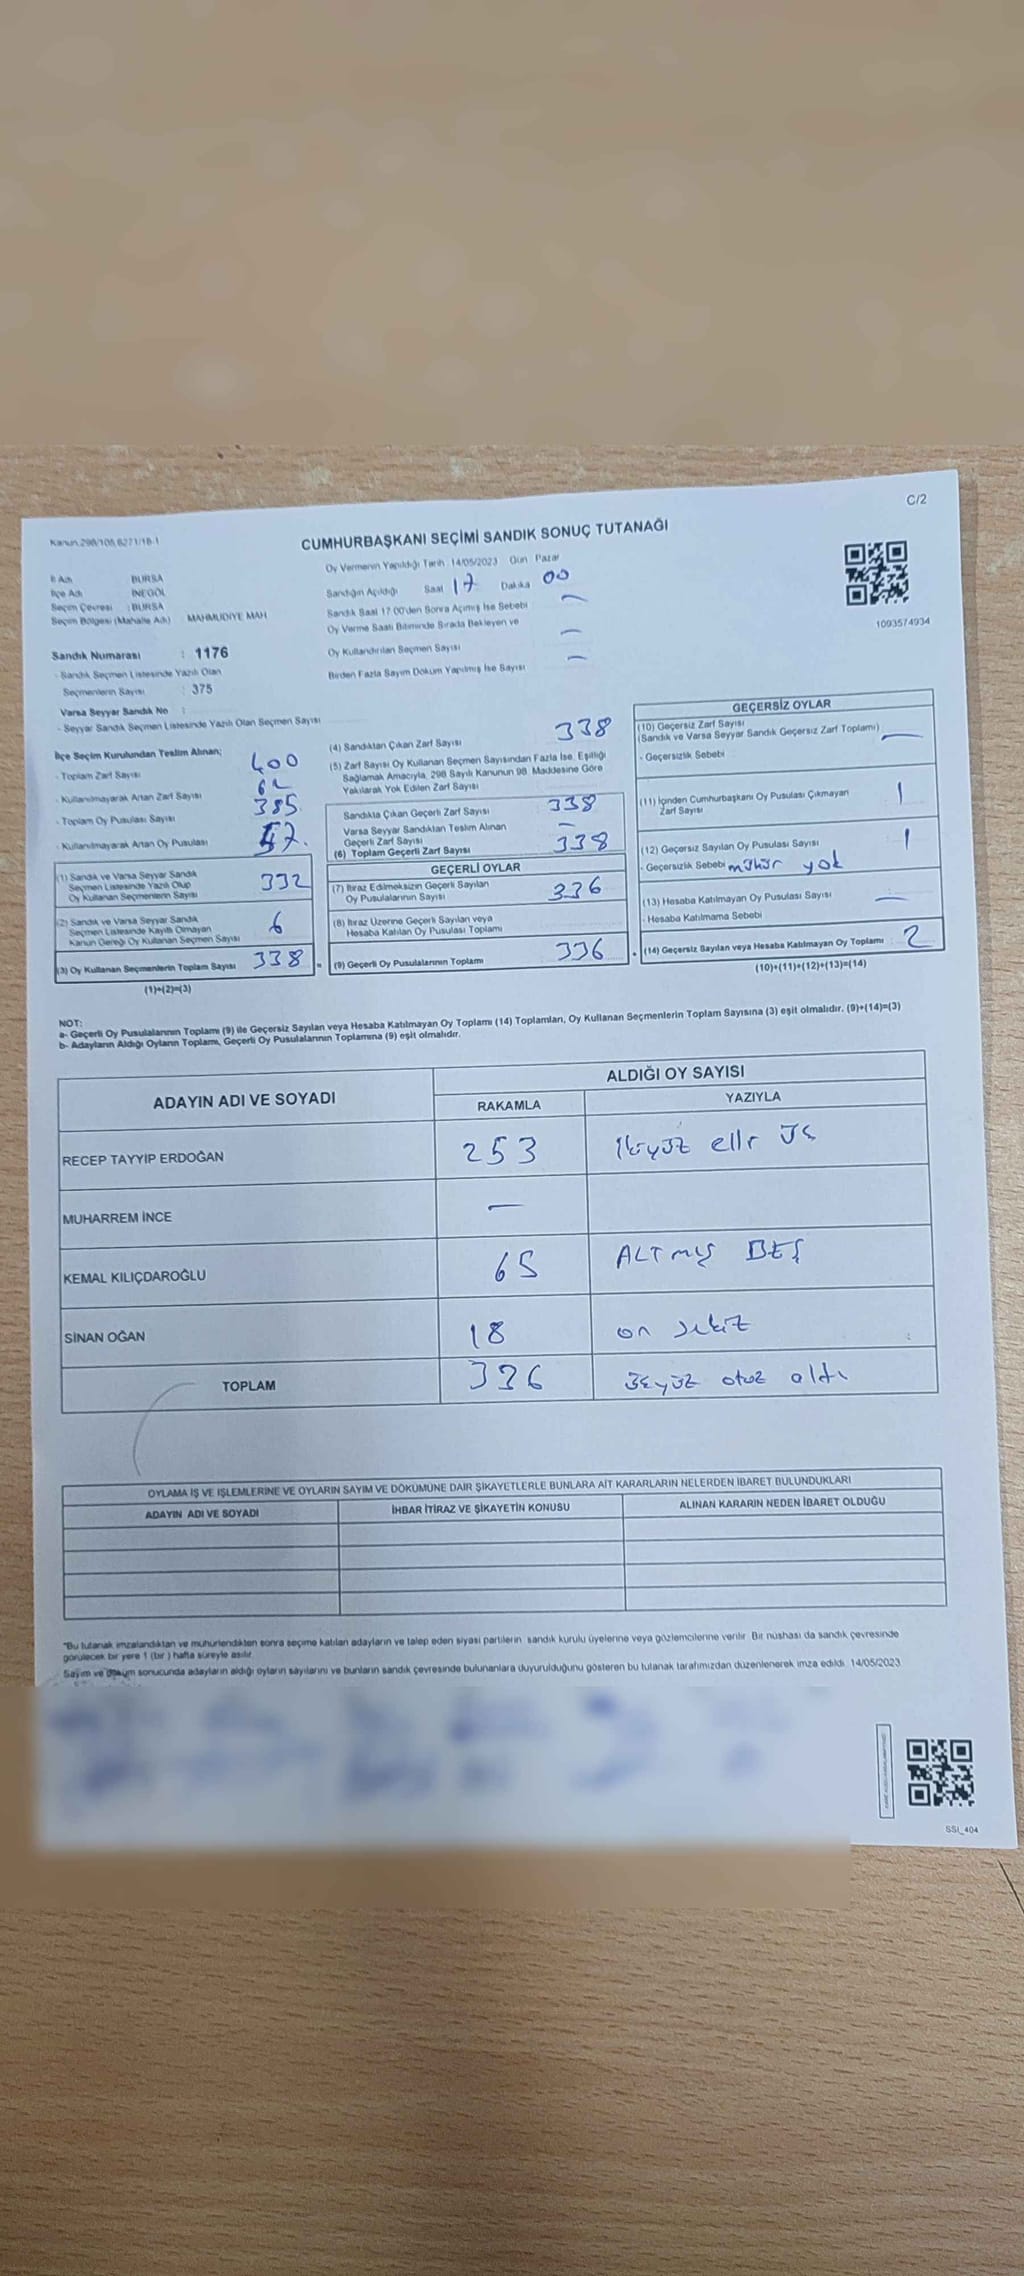 C/2
Kanun 298/105,6271/18-1
CUMHURBAŞKANI SEÇİMİ SANDIK SONUÇ TUTANAĞI
İl Adı BURSA
İlçe Adı İNEGÖL
Seçim Çevresi : BURSA
Seçim Bölgesi (Mahalle Adı) MAHMUDİYE MAH
Sandık Numarası : 1176
- Sandık Seçmen Listesinde Yazılı Olan
Seçmenlerin Sayısı : 375
Varsa Seyyar Sandık No :
- Seyyar Sandık Seçmen Listesinde Yazılı Olan Seçmen Sayısı
Oy Vermenin Yapıldığı Tarih : 14/05/2023 Gün : Pazar
Sandığın Açıldığı Saat 17 Dakika 00
Sandık Saat 17.00'den Sonra Açılmış İse Sebebi —
Oy Verme Saati Bitiminde Sırada Bekleyen ve
Oy Kullandırılan Seçmen Sayısı —
Birden Fazla Sayım Döküm Yapılmış İse Sayısı —
1093574934
İlçe Seçim Kurulundan Teslim Alınan;
- Toplam Zarf Sayısı 400
- Kullanılmayarak Artan Zarf Sayısı 62
- Toplam Oy Pusulası Sayısı 385
- Kullanılmayarak Artan Oy Pusulası 47.
(1) Sandık ve Varsa Seyyar Sandık
Seçmen Listesinde Yazılı Olup
Oy Kullanan Seçmenlerin Sayısı 332
(2) Sandık ve Varsa Seyyar Sandık
Seçmen Listesinde Kayıtlı Olmayan
Kanun Gereği Oy Kullanan Seçmen Sayısı 6
(3) Oy Kullanan Seçmenlerin Toplam Sayısı 338
(1)+(2)=(3)
(4) Sandıktan Çıkan Zarf Sayısı 338
(5) Zarf Sayısı Oy Kullanan Seçmen Sayısından Fazla İse, Eşitliği
Sağlamak Amacıyla, 298 Sayılı Kanunun 98. Maddesine Göre
Yakılarak Yok Edilen Zarf Sayısı —
Sandıkta Çıkan Geçerli Zarf Sayısı 338
Varsa Seyyar Sandıktan Teslim Alınan
Geçerli Zarf Sayısı —
(6) Toplam Geçerli Zarf Sayısı 338
GEÇERLİ OYLAR
(7) İtiraz Edilmeksizin Geçerli Sayılan
Oy Pusulalarının Sayısı 336
(8) İtiraz Üzerine Geçerli Sayılan veya
Hesaba Katılan Oy Pusulası Toplamı
(9) Geçerli Oy Pusulalarının Toplamı 336
GEÇERSİZ OYLAR
(10) Geçersiz Zarf Sayısı
(Sandık ve Varsa Seyyar Sandık Geçersiz Zarf Toplamı) —
- Geçersizlik Sebebi
(11) İçinden Cumhurbaşkanı Oy Pusulası Çıkmayan
Zarf Sayısı 1
(12) Geçersiz Sayılan Oy Pusulası Sayısı 1
- Geçersizlik Sebebi mühür yok
(13) Hesaba Katılmayan Oy Pusulası Sayısı —
- Hesaba Katılmama Sebebi
(14) Geçersiz Sayılan veya Hesaba Katılmayan Oy Toplamı 2
(10)+(11)+(12)+(13)=(14)
NOT:
a- Geçerli Oy Pusulalarının Toplamı (9) ile Geçersiz Sayılan veya Hesaba Katılmayan Oy Toplamı (14) Toplamları, Oy Kullanan Seçmenlerin Toplam Sayısına (3) eşit olmalıdır. (9)+(14)=(3)
b- Adayların Aldığı Oyların Toplamı, Geçerli Oy Pusulalarının Toplamına (9) eşit olmalıdır.
ADAYIN ADI VE SOYADI
ALDIĞI OY SAYISI
RAKAMLA YAZIYLA
RECEP TAYYİP ERDOĞAN 253 İkiyüz elli üç
MUHARREM İNCE —
KEMAL KILIÇDAROĞLU 65 ALTMIŞ BEŞ
SİNAN OĞAN 18 on sekiz
TOPLAM 336 üçyüz otuz altı
OYLAMA İŞ VE İŞLEMLERİNE VE OYLARIN SAYIM VE DÖKÜMÜNE DAİR ŞİKAYETLERLE BUNLARA AİT KARARLARIN NELERDEN İBARET BULUNDUKLARI
ADAYIN ADI VE SOYADI İHBAR İTİRAZ VE ŞİKAYETİN KONUSU ALINAN KARARIN NEDEN İBARET OLDUĞU
*Bu tutanak imzalandıktan ve mühürlendikten sonra seçime katılan adayların ve talep eden siyasi partilerin sandık kurulu üyelerine veya gözlemcilerine verilir. Bir nüshası da sandık çevresinde
görülecek bir yere 1 (bir) hafta süreyle asılır.
Sayım ve döküm sonucunda adayların aldığı oyların sayılarını ve bunların sandık çevresinde bulunanlara duyurulduğunu gösteren bu tutanak tarafımızdan düzenlenerek imza edildi. 14/05/2023
SSI_404